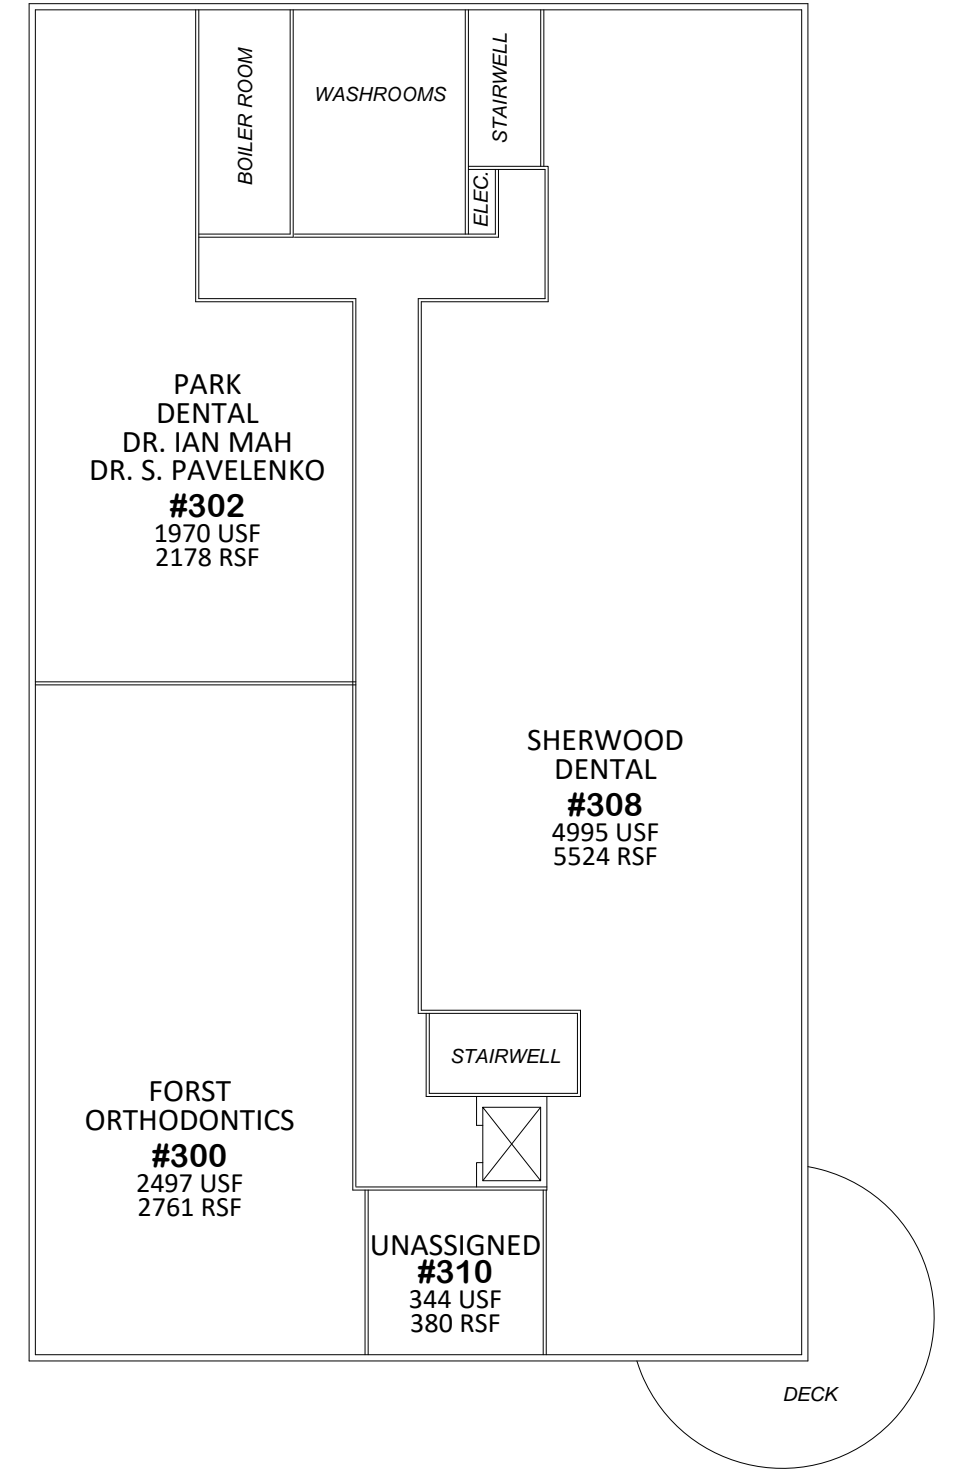 BOILER ROOM
WASHROOMS
STAIRWELL
ELEC.
PARK
DENTAL
DR. IAN MAH
DR. S. PAVELENKO
#302
1970 USF
2178 RSF
SHERWOOD
DENTAL
#308
4995 USF
5524 RSF
STAIRWELL
FORST
ORTHODONTICS
#300
2497 USF
2761 RSF
UNASSIGNED
#310
344 USF
380 RSF
DECK